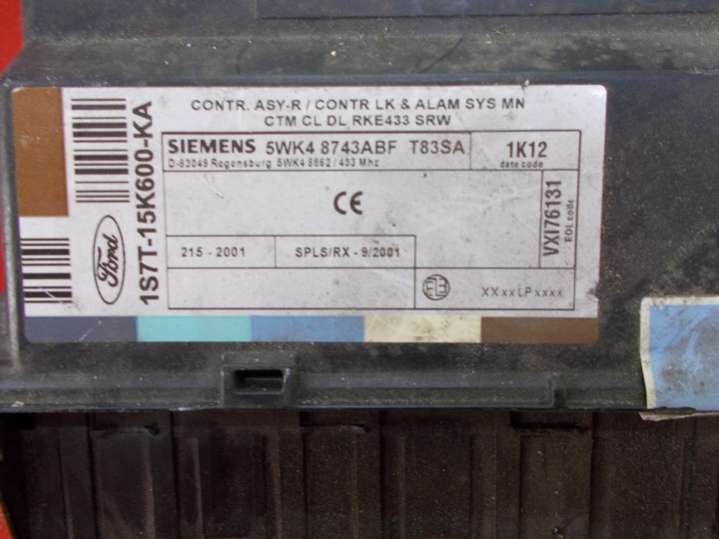 CONTR. ASY-R / CONTR LK & ALAM SYS MN
CTM CL DL RKE433 SRW
SIEMENS 5WK4 8743ABF T83SA
D-93049 Regensburg 5WK4 8662 / 433 Mhz
1K12
date code
CE
VXI76131
EOL code
215 - 2001
SPLS/RX - 9/2001
XXxxLPxxxx
Ford
1S7T-15K600-KA